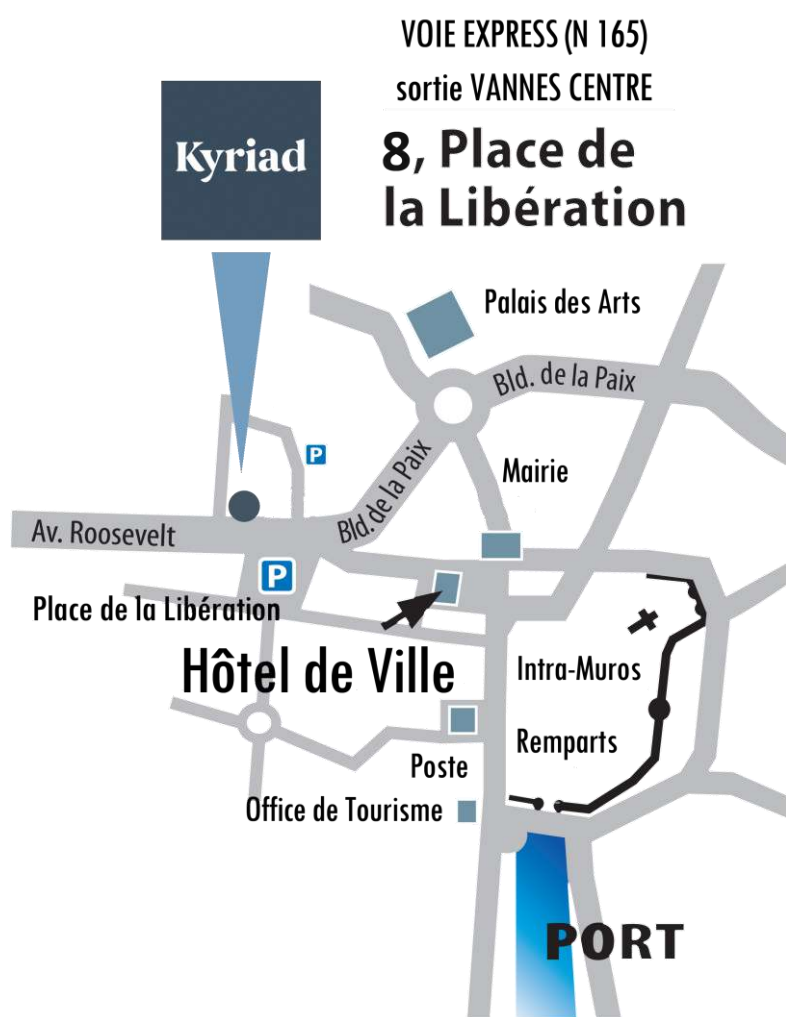 VOIE EXPRESS (N 165)
sortie VANNES CENTRE
Kyriad
8, Place de
la Libération
Palais des Arts
Bld. de la Paix
P
Bld. de la Paix
Mairie
Av. Roosevelt
P
Place de la Libération
Hôtel de Ville
Intra-Muros
Remparts
Poste
Office de Tourisme
PORT